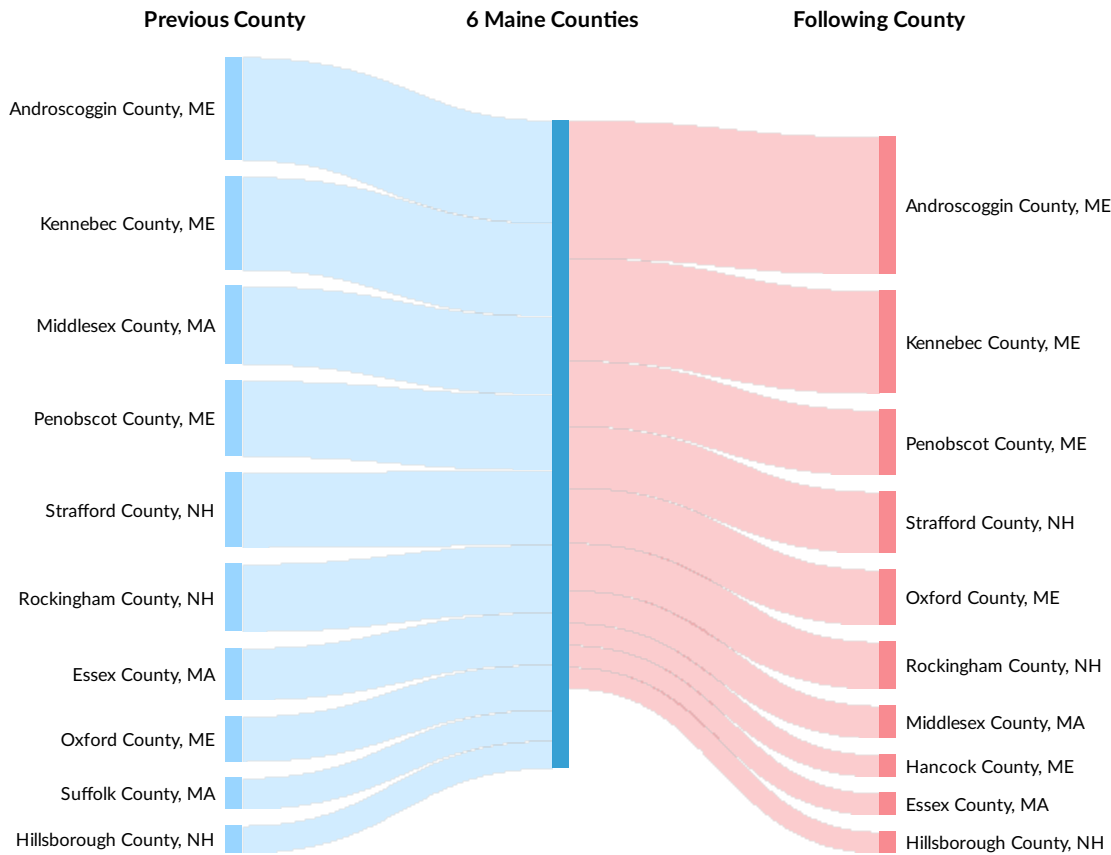 Previous County
6 Maine Counties
Following County
Androscoggin County, ME
Kennebec County, ME
Middlesex County, MA
Penobscot County, ME
Strafford County, NH
Rockingham County, NH
Essex County, MA
Oxford County, ME
Suffolk County, MA
Hillsborough County, NH
Androscoggin County, ME
Kennebec County, ME
Penobscot County, ME
Strafford County, NH
Oxford County, ME
Rockingham County, NH
Middlesex County, MA
Hancock County, ME
Essex County, MA
Hillsborough County, NH